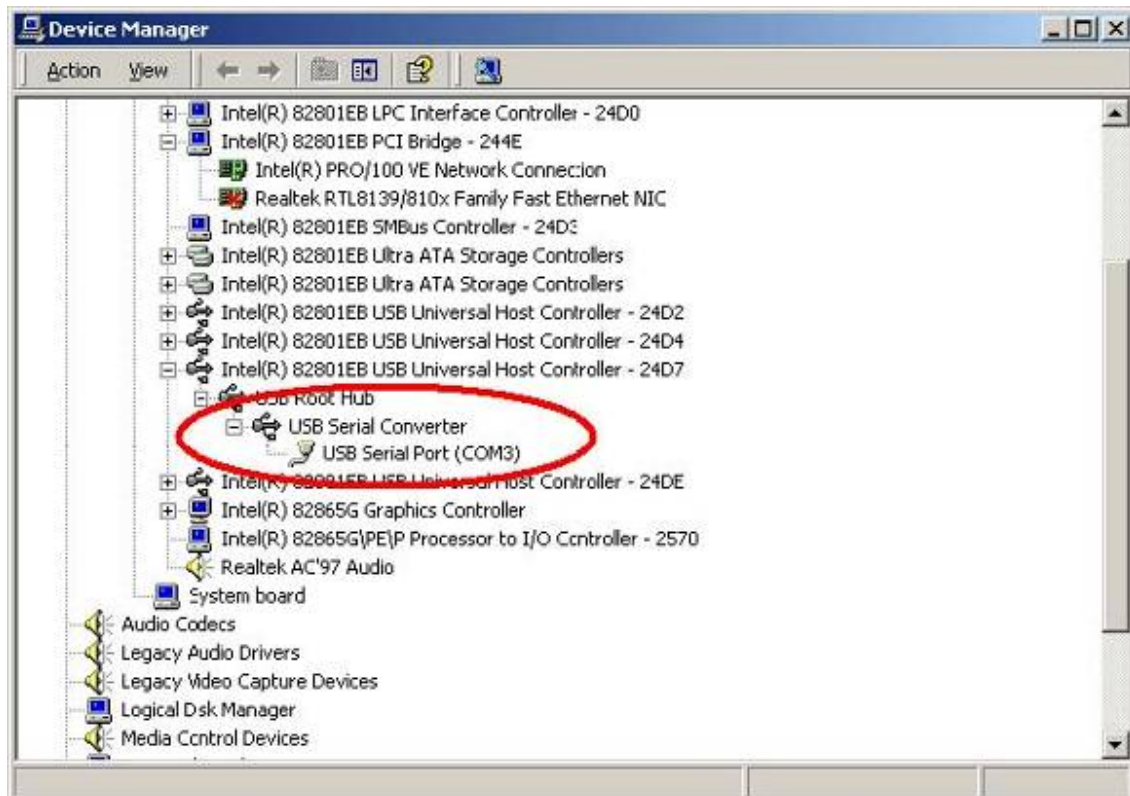 Device Manager
Action View
Intel(R) 82801EB LPC Interface Controller - 24D0
Intel(R) 82801EB PCI Bridge - 244E
Intel(R) PRO/100 VE Network Connection
Realtek RTL8139/810x Family Fast Ethernet NIC
Intel(R) 82801EB SMBus Controller - 24D3
Intel(R) 82801EB Ultra ATA Storage Controllers
Intel(R) 82801EB Ultra ATA Storage Controllers
Intel(R) 82801EB USB Universal Host Controller - 24D2
Intel(R) 82801EB USB Universal Host Controller - 24D4
Intel(R) 82801EB USB Universal Host Controller - 24D7
USB Root Hub
USB Serial Converter
USB Serial Port (COM3)
Intel(R) 82801EB USB Universal Host Controller - 24DE
Intel(R) 82865G Graphics Controller
Intel(R) 82865G\PE\P Processor to I/O Controller - 2570
Realtek AC'97 Audio
System board
Audio Codecs
Legacy Audio Drivers
Legacy Video Capture Devices
Logical Disk Manager
Media Control Devices